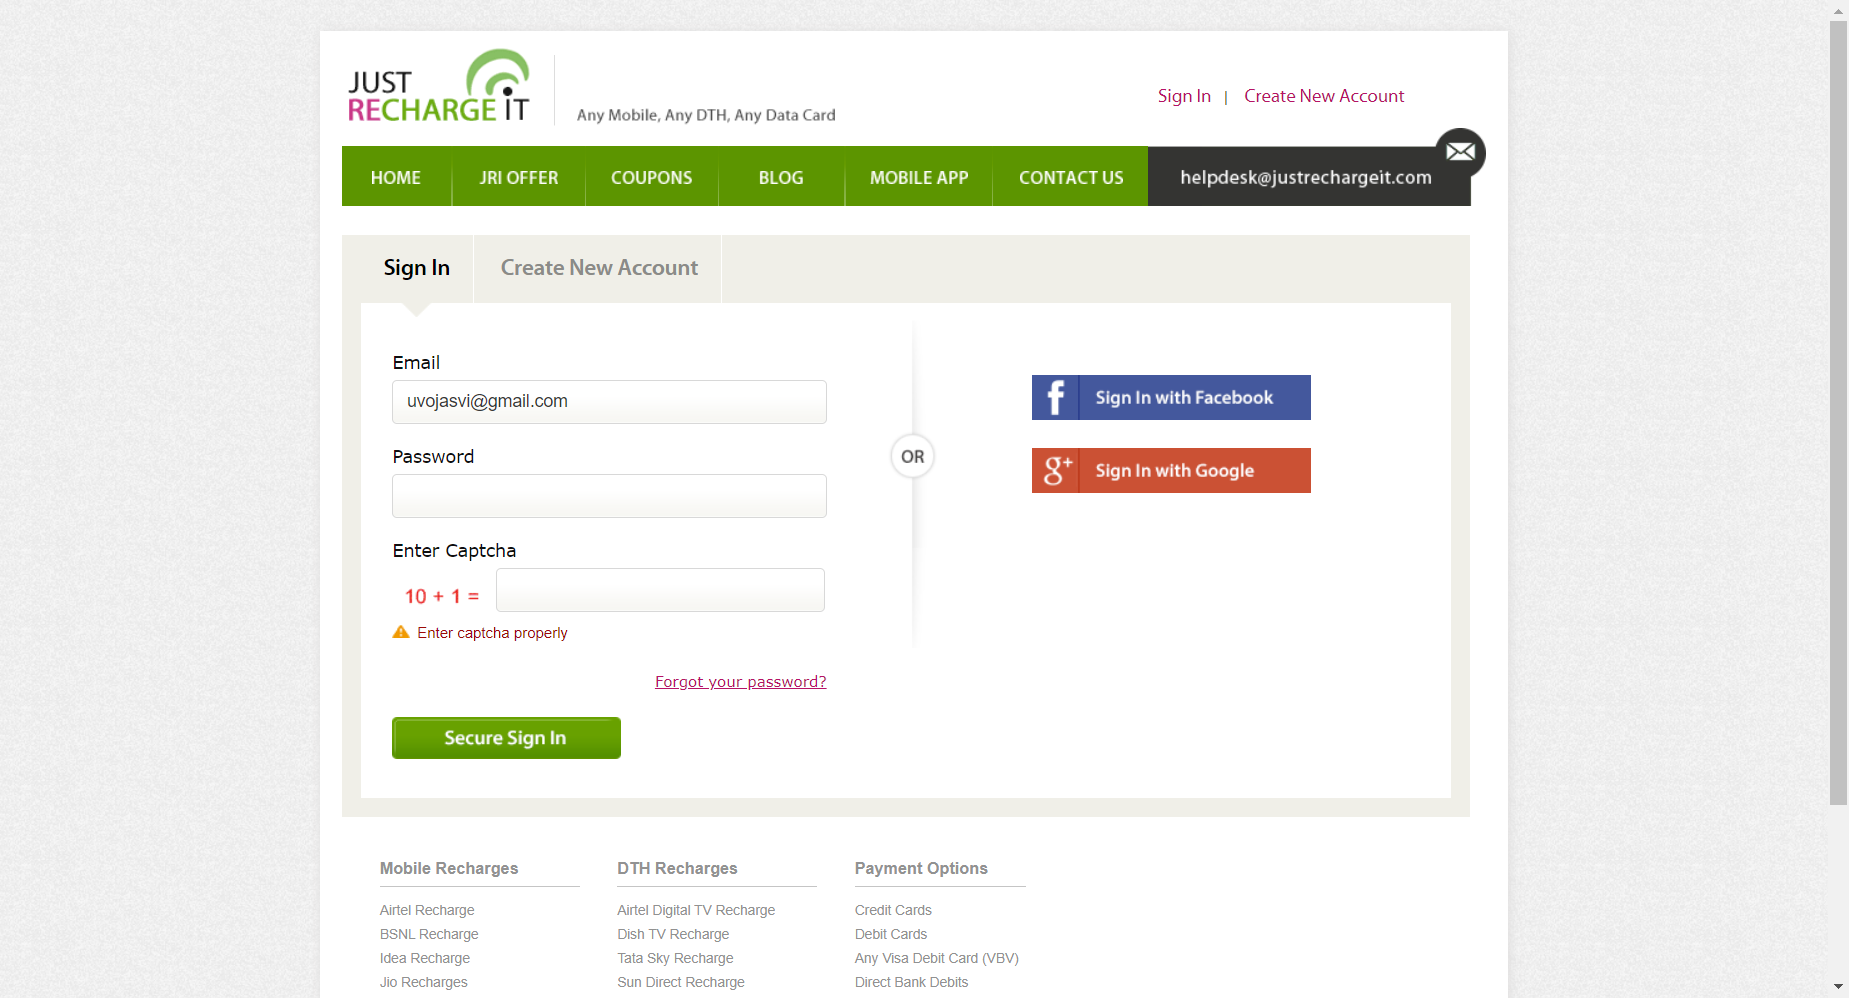 JUST
RECHARGE IT
Any Mobile, Any DTH, Any Data Card
Sign In | Create New Account
HOME JRI OFFER COUPONS BLOG MOBILE APP CONTACT US helpdesk@justrechargeit.com
Sign In Create New Account
Email
uvojasvi@gmail.com
Password
Enter Captcha
10 + 1 =
Enter captcha properly
Forgot your password?
Secure Sign In
OR
f Sign In with Facebook
g+ Sign In with Google
Mobile Recharges
Airtel Recharge
BSNL Recharge
Idea Recharge
Jio Recharges
DTH Recharges
Airtel Digital TV Recharge
Dish TV Recharge
Tata Sky Recharge
Sun Direct Recharge
Payment Options
Credit Cards
Debit Cards
Any Visa Debit Card (VBV)
Direct Bank Debits